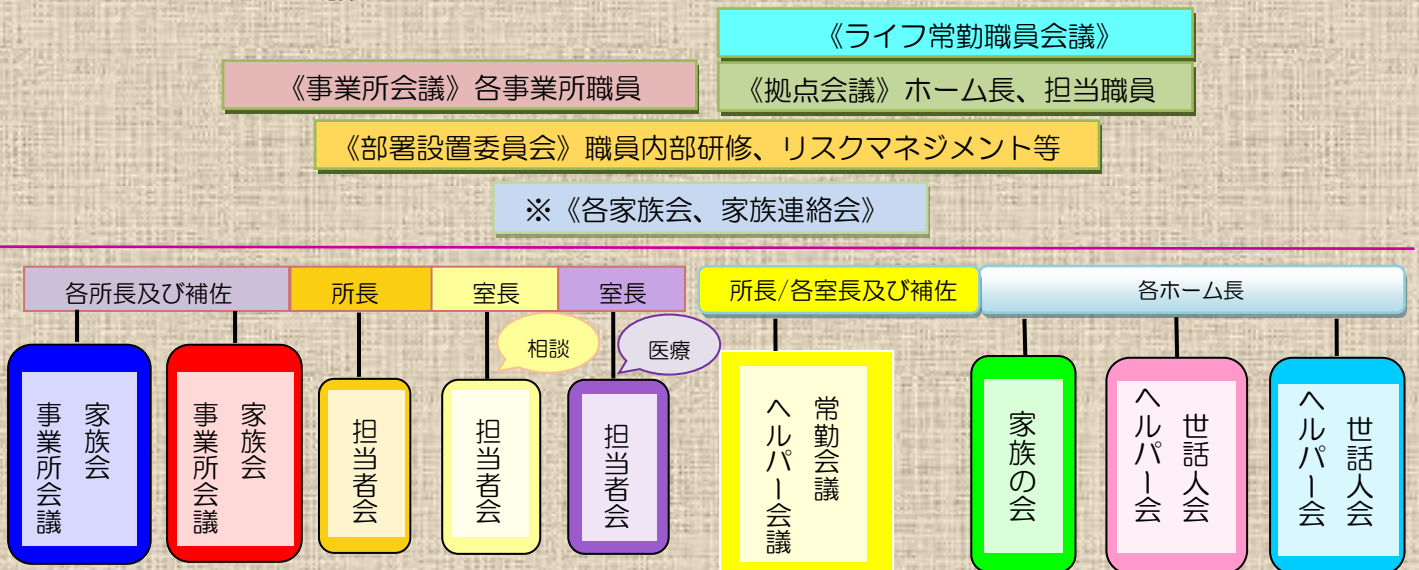 《ライフ常勤職員会議》
《事業所会議》各事業所職員
《拠点会議》ホーム長、担当職員
《部署設置委員会》職員内部研修、リスクマネジメント等
※《各家族会、家族連絡会》
各所長及び補佐
所長
室長
室長
所長/各室長及び補佐
各ホーム長
相談
医療
家族会
事業所会議
家族会
事業所会議
担当者会
担当者会
担当者会
常勤会議
ヘルパー会議
家族の会
世話人会
ヘルパー会
世話人会
ヘルパー会